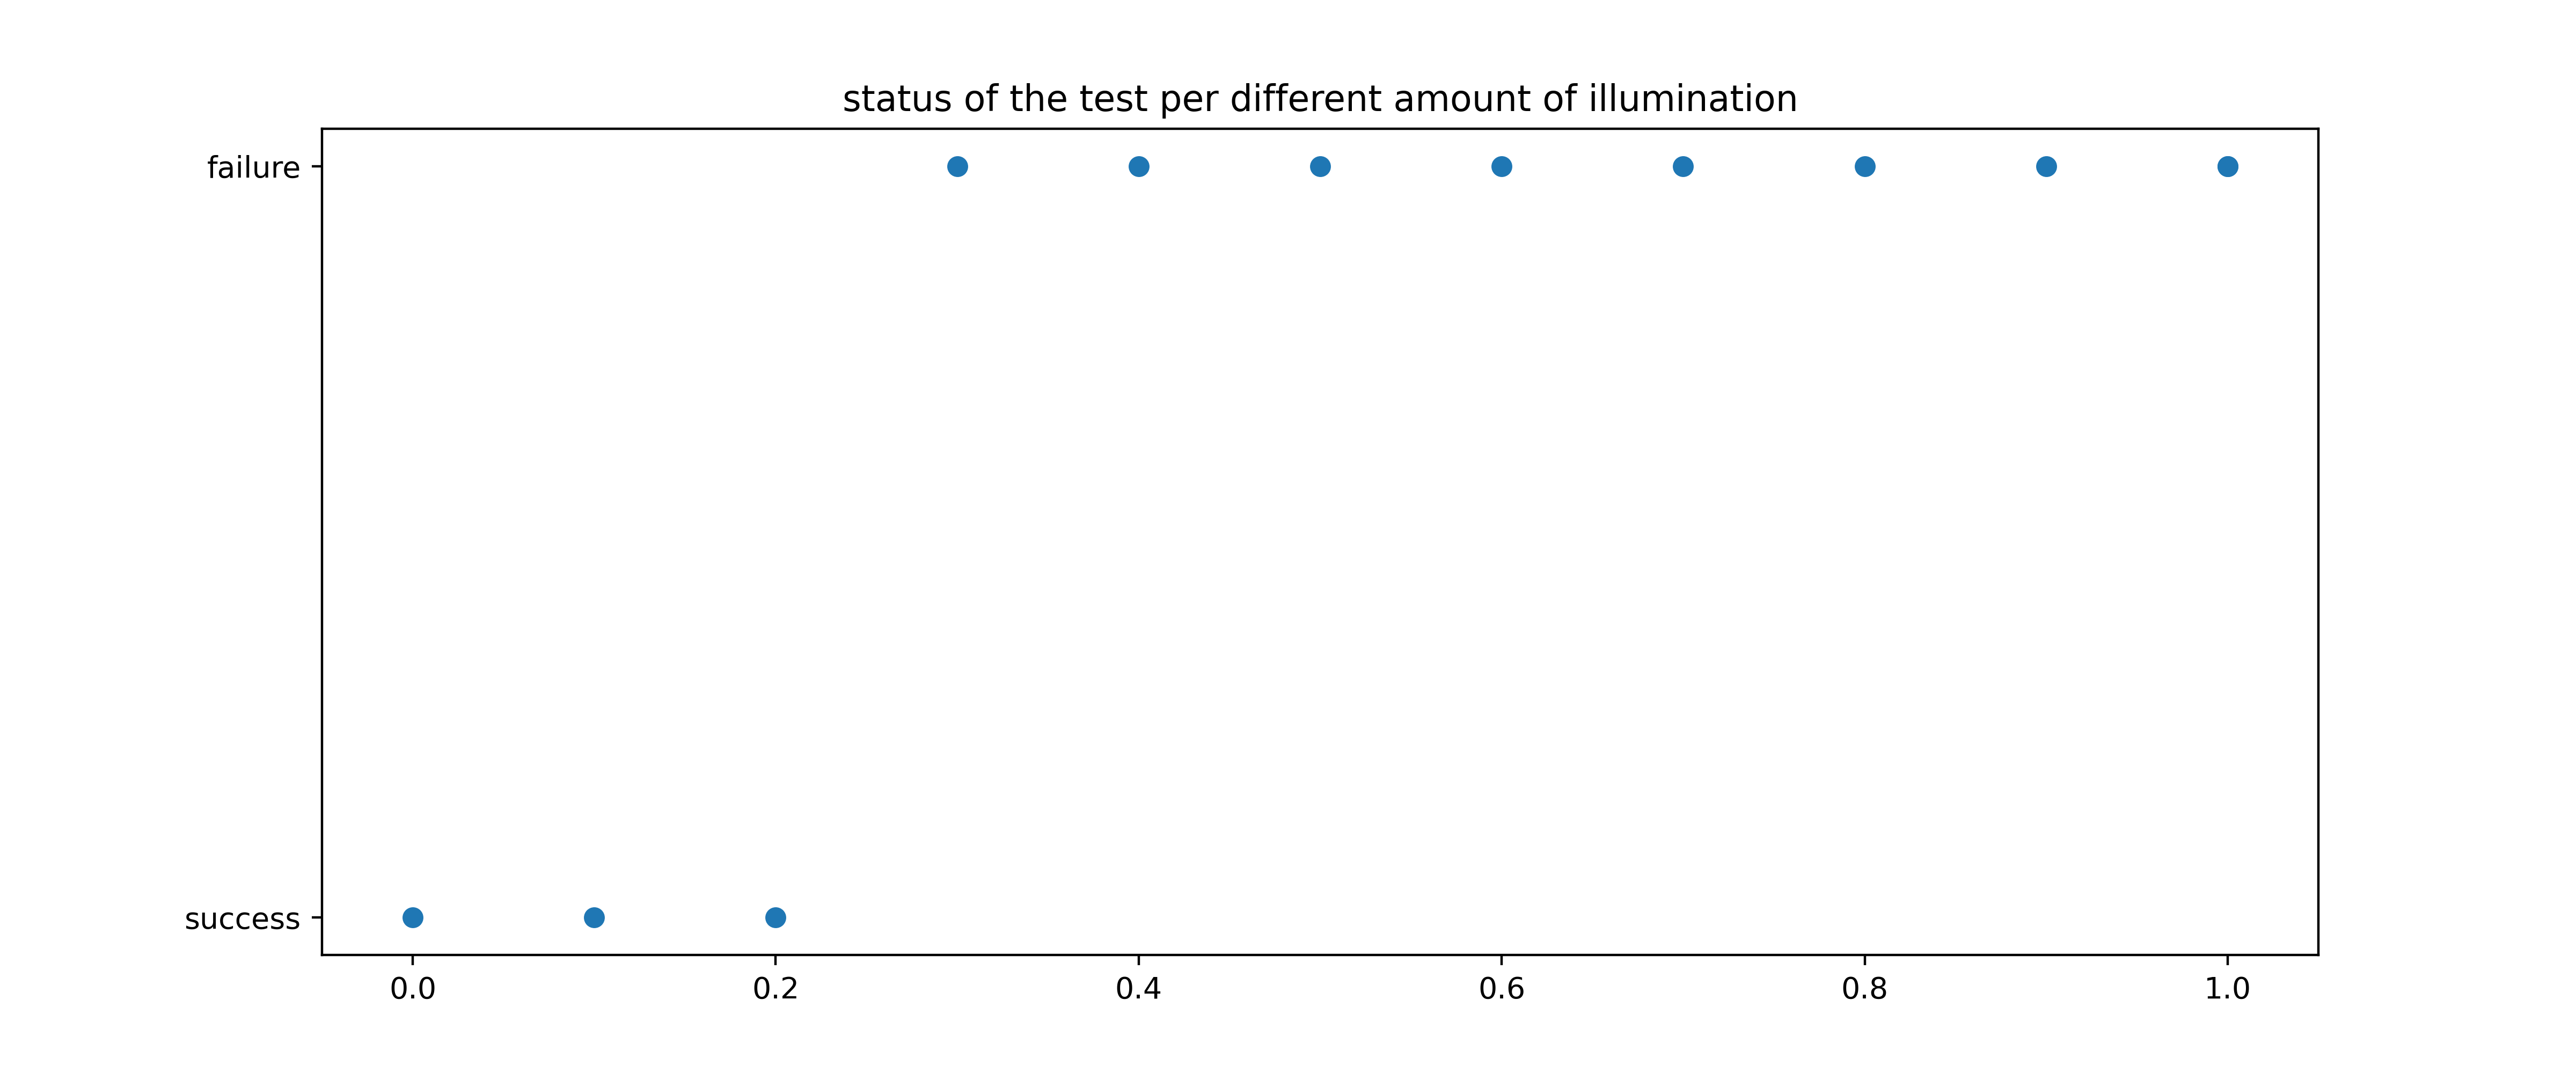 status of the test per different amount of illumination
failure
success
0.0 0.2 0.4 0.6 0.8 1.0